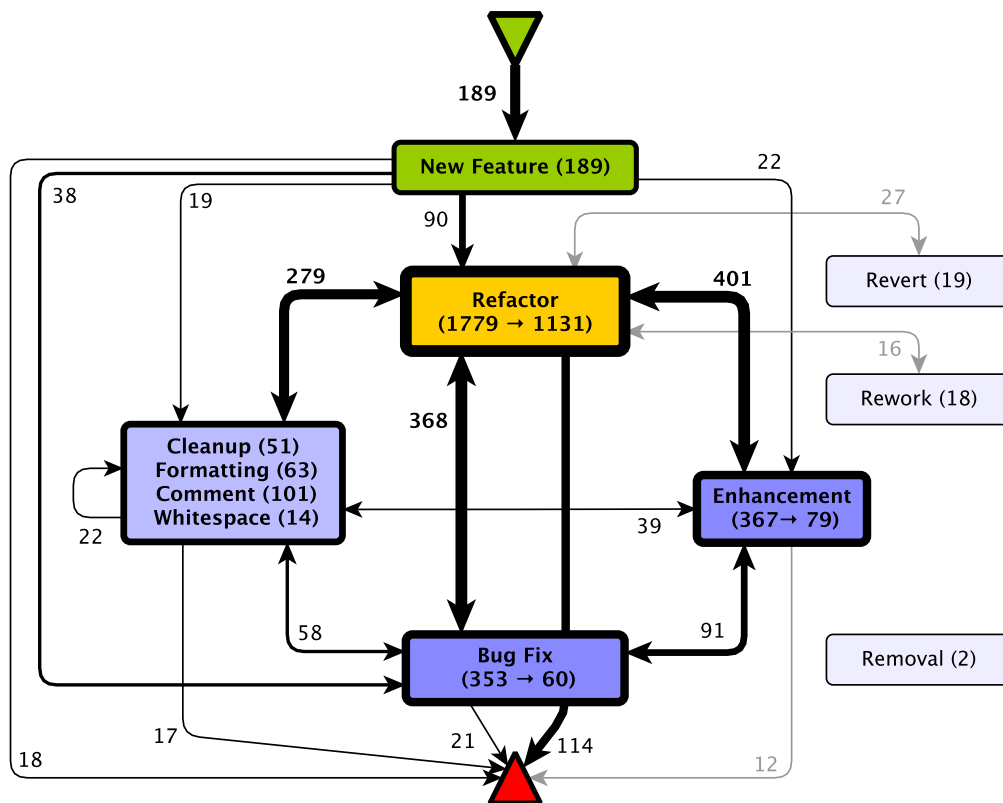 189
New Feature (189)
22
38
19
90
27
279
401
Revert (19)
Refactor
(1779 → 1131)
16
Rework (18)
368
Cleanup (51)
Formatting (63)
Comment (101)
Whitespace (14)
Enhancement
(367→ 79)
22
39
58
91
Bug Fix
(353 → 60)
Removal (2)
17
21
114
18
12